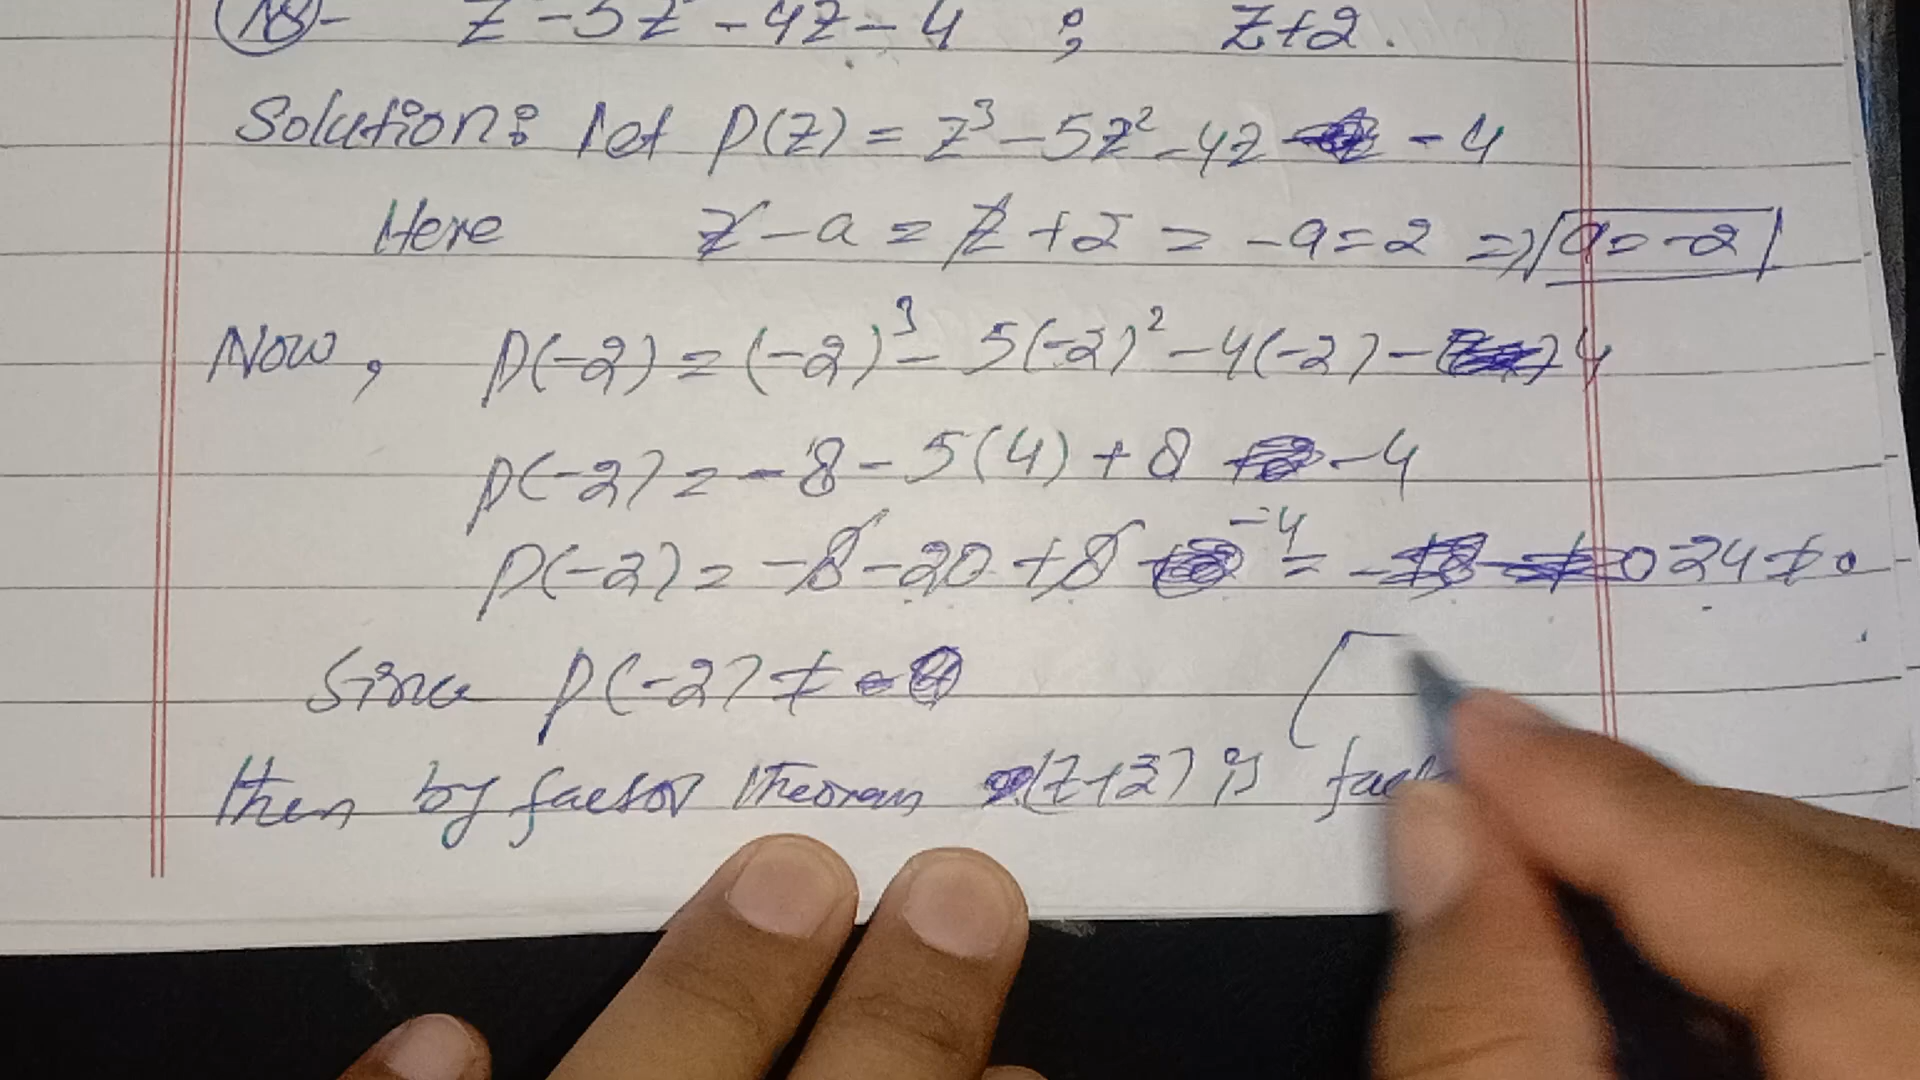 18- z - 5z - 4z - 4 ; z+2.
Solution: let P(z) = z³ - 5z² - 4z - 4
Here z - a = z + 2 = -a = 2 => a = -2
Now, P(-2) = (-2)³ - 5(-2)² - 4(-2) - 4
P(-2) = -8 - 5(4) + 8 - 4
P(-2) = -8 - 20 + 8 - 4 = -24 ≠ 0
Since P(-2) ≠ 0
then by factor theorem (z+2) is fact